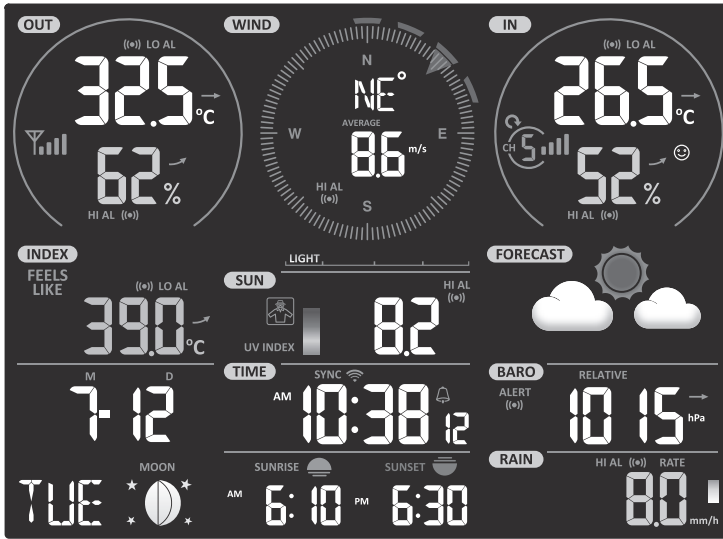 OUT
LO AL
32.5 °C
62 %
HI AL
WIND
N
NE°
W
E
AVERAGE
8.6 m/s
HI AL
S
IN
LO AL
26.5 °C
CH 5
52 %
HI AL
INDEX
FEELS
LIKE
LO AL
39.0 °C
LIGHT
SUN
HI AL
UV INDEX
8.2
FORECAST
M D
7-12
TUE
MOON
TIME
SYNC
AM 10:38 12
SUNRISE
AM 6:10
SUNSET
PM 6:30
BARO
RELATIVE
ALERT
1015 hPa
RAIN
HI AL RATE
8.0 mm/h